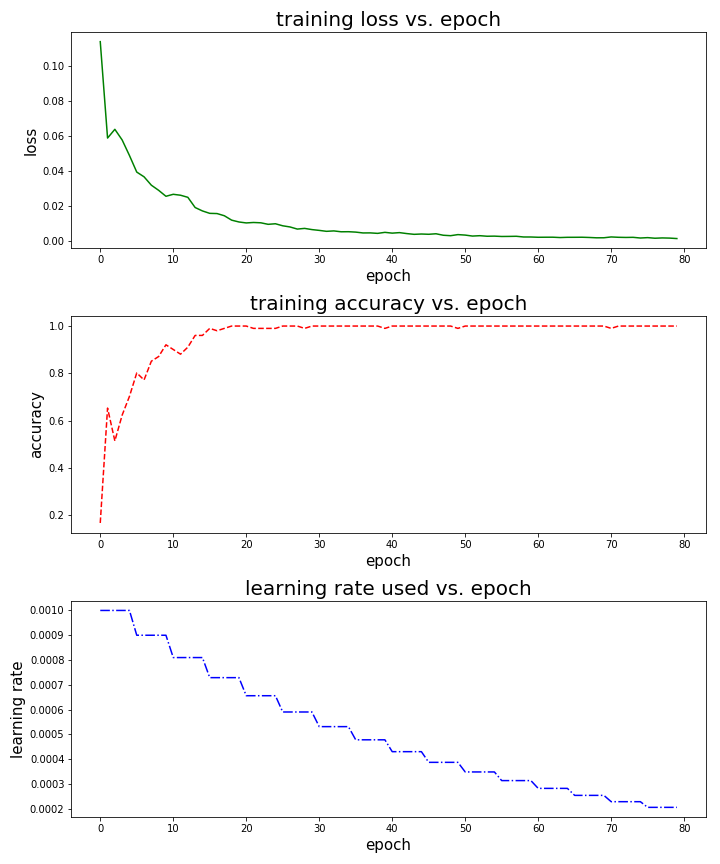 training loss vs. epoch
0.10
0.08
0.06
0.04
0.02
0.00
loss
0 10 20 30 40 50 60 70 80
epoch
training accuracy vs. epoch
1.0
0.8
0.6
0.4
0.2
accuracy
0 10 20 30 40 50 60 70 80
epoch
learning rate used vs. epoch
0.0010
0.0009
0.0008
0.0007
0.0006
0.0005
0.0004
0.0003
0.0002
learning rate
0 10 20 30 40 50 60 70 80
epoch